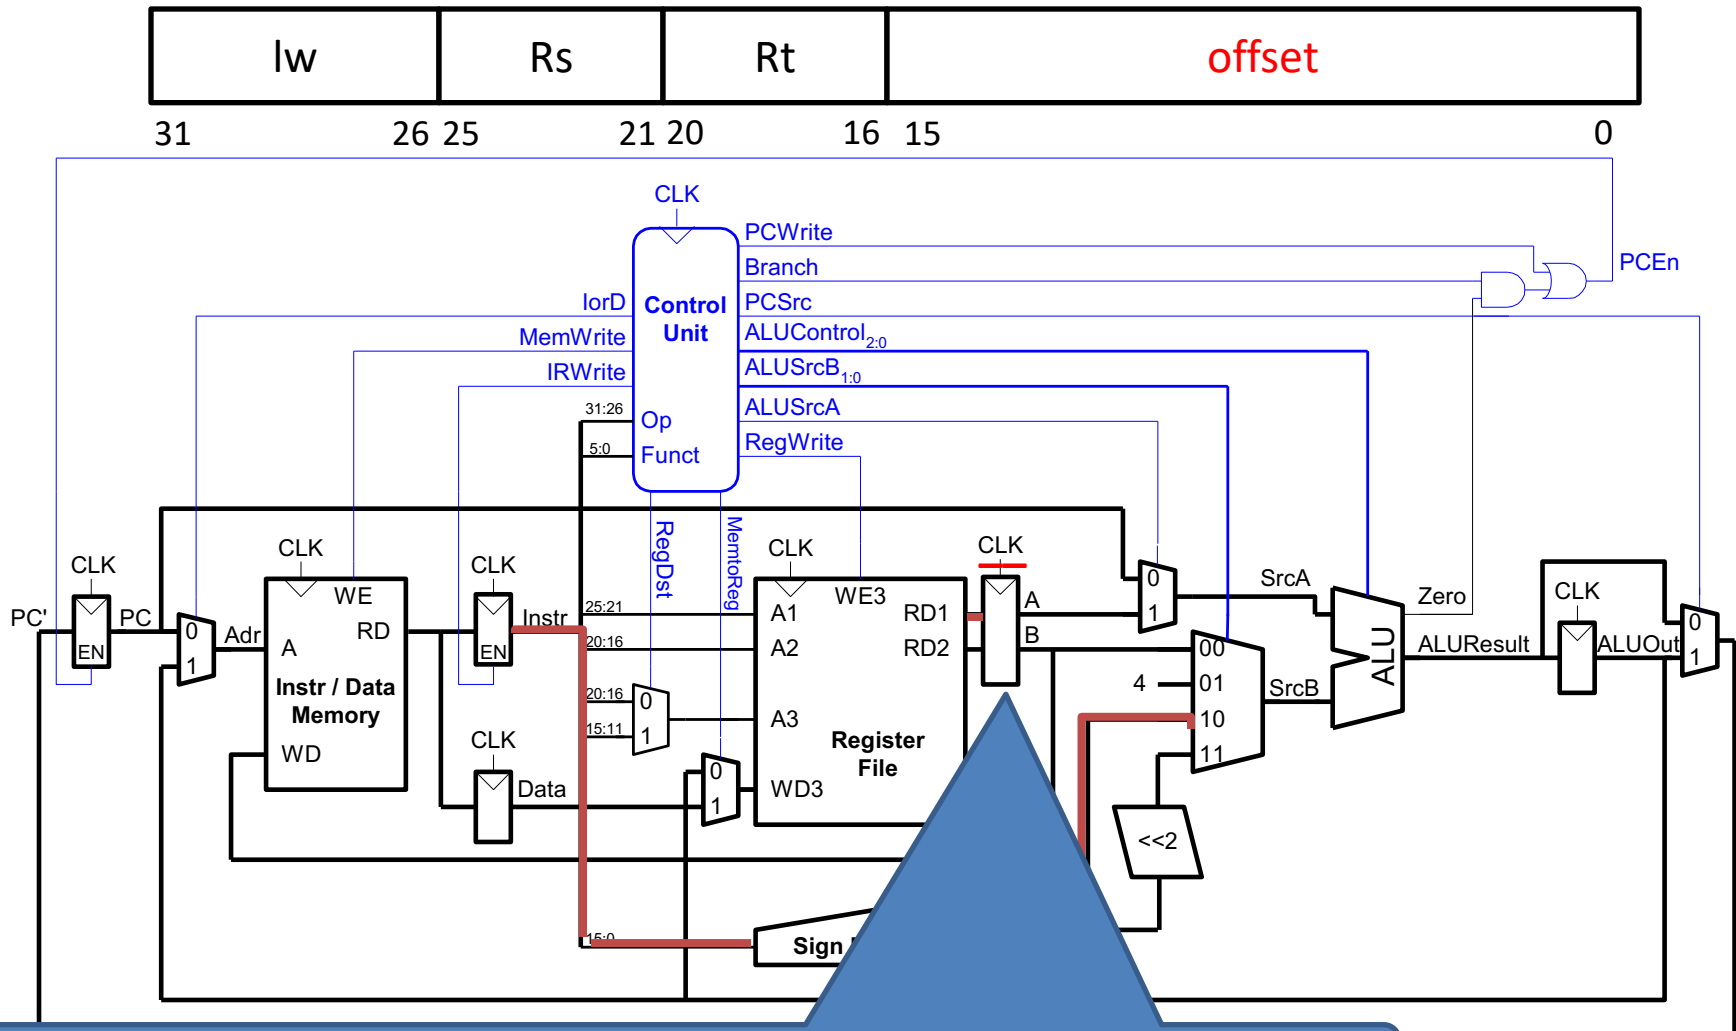 lw Rs Rt offset
31 26 25 21 20 16 15 0
CLK
PCWrite
Branch
PCEn
IorD
Control
Unit
PCSrc
MemWrite
ALUControl2:0
IRWrite
ALUSrcB1:0
31:26
Op
ALUSrcA
5:0
Funct
RegWrite
RegDst
MemtoReg
CLK
CLK
CLK
CLK
CLK
CLK
PC'
PC
EN
0
1
Adr
A
WE
RD
Instr / Data
Memory
WD
Instr
EN
CLK
Data
25:21
20:16
20:16
15:11
0
1
0
1
A1
A2
A3
WD3
WE3
RD1
RD2
Register
File
A
B
0
1
SrcA
4
00
01
10
11
SrcB
<<2
15:0
Sign
ALU
Zero
ALUResult
ALUOut
0
1